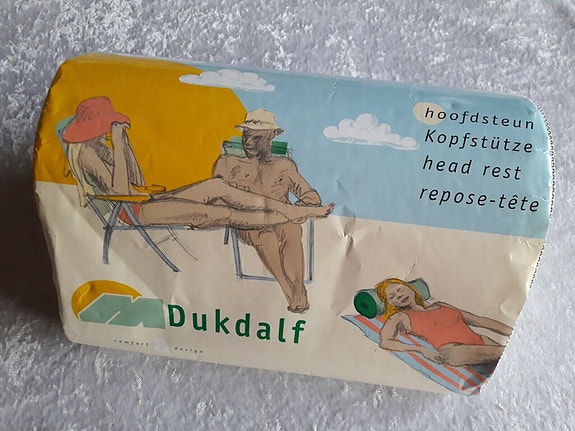 hoofdsteun
Kopfstütze
head rest
repose-tête
Dukdalf
comfort & design